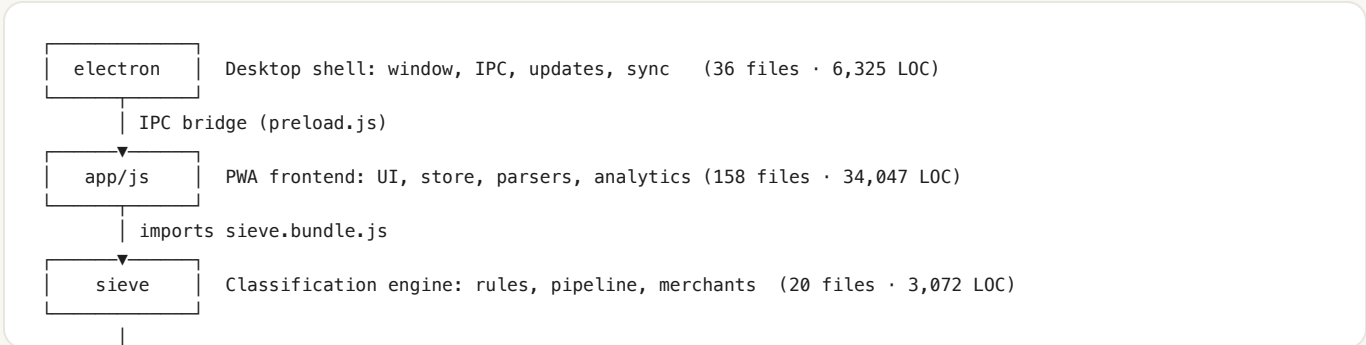 electron Desktop shell: window, IPC, updates, sync (36 files · 6,325 LOC)
IPC bridge (preload.js)
app/js PWA frontend: UI, store, parsers, analytics (158 files · 34,047 LOC)
imports sieve.bundle.js
sieve Classification engine: rules, pipeline, merchants (20 files · 3,072 LOC)